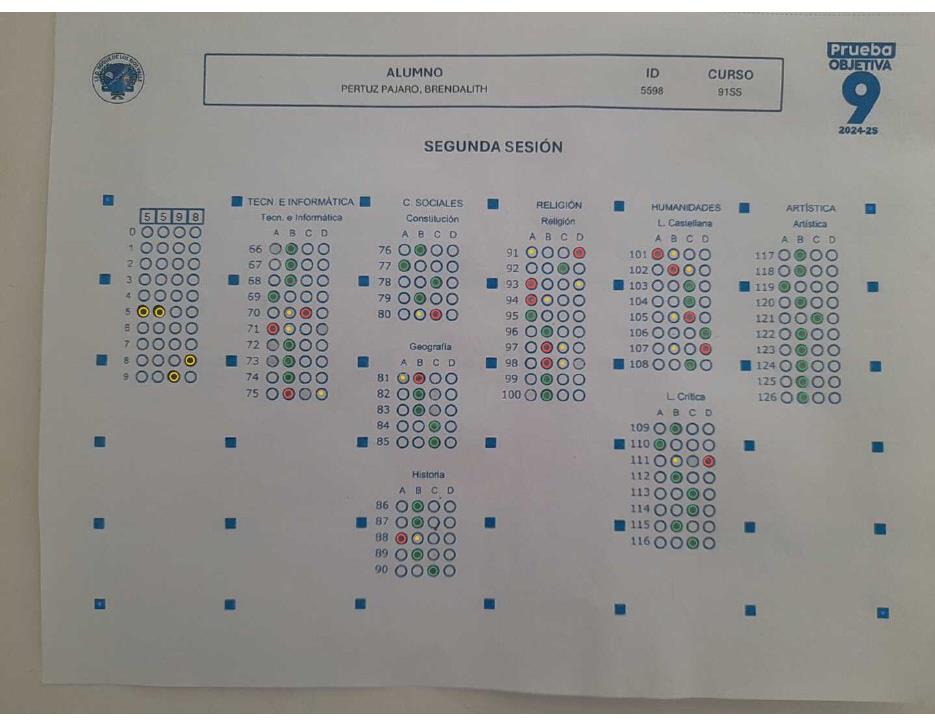 Prueba
OBJETIVA
9
2024-25
ALUMNO ID CURSO
PERTUZ PAJARO, BRENDALITH 5598 91SS
SEGUNDA SESIÓN
5 5 9 8
0
1
2
3
4
5
6
7
8
9
TECN. E INFORMÁTICA
Tecn. e Informática
A B C D
66
67
68
69
70
71
72
73
74
75
C. SOCIALES
Constitución
A B C D
76
77
78
79
80
Geografía
A B C D
81
82
83
84
85
Historia
A B C D
86
87
88
89
90
RELIGIÓN
Religión
A B C D
91
92
93
94
95
96
97
98
99
100
HUMANIDADES
L. Castellana
A B C D
101
102
103
104
105
106
107
108
L. Crítica
A B C D
109
110
111
112
113
114
115
116
ARTÍSTICA
Artística
A B C D
117
118
119
120
121
122
123
124
125
126